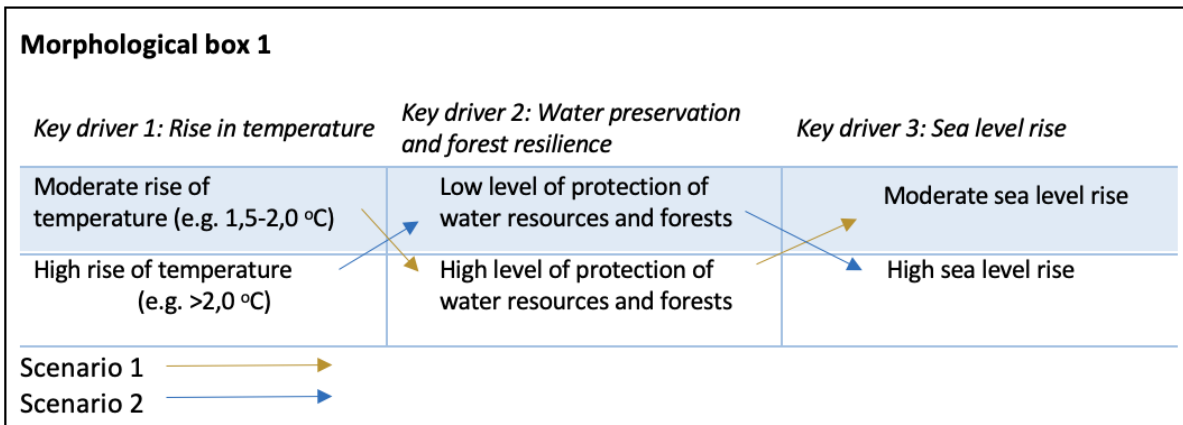 Morphological box 1
Key driver 1: Rise in temperature
Key driver 2: Water preservation
and forest resilience
Key driver 3: Sea level rise
Moderate rise of
temperature (e.g. 1,5-2,0 ºC)
Low level of protection of
water resources and forests
Moderate sea level rise
High rise of temperature
(e.g. >2,0 ºC)
High level of protection of
water resources and forests
High sea level rise
Scenario 1
Scenario 2